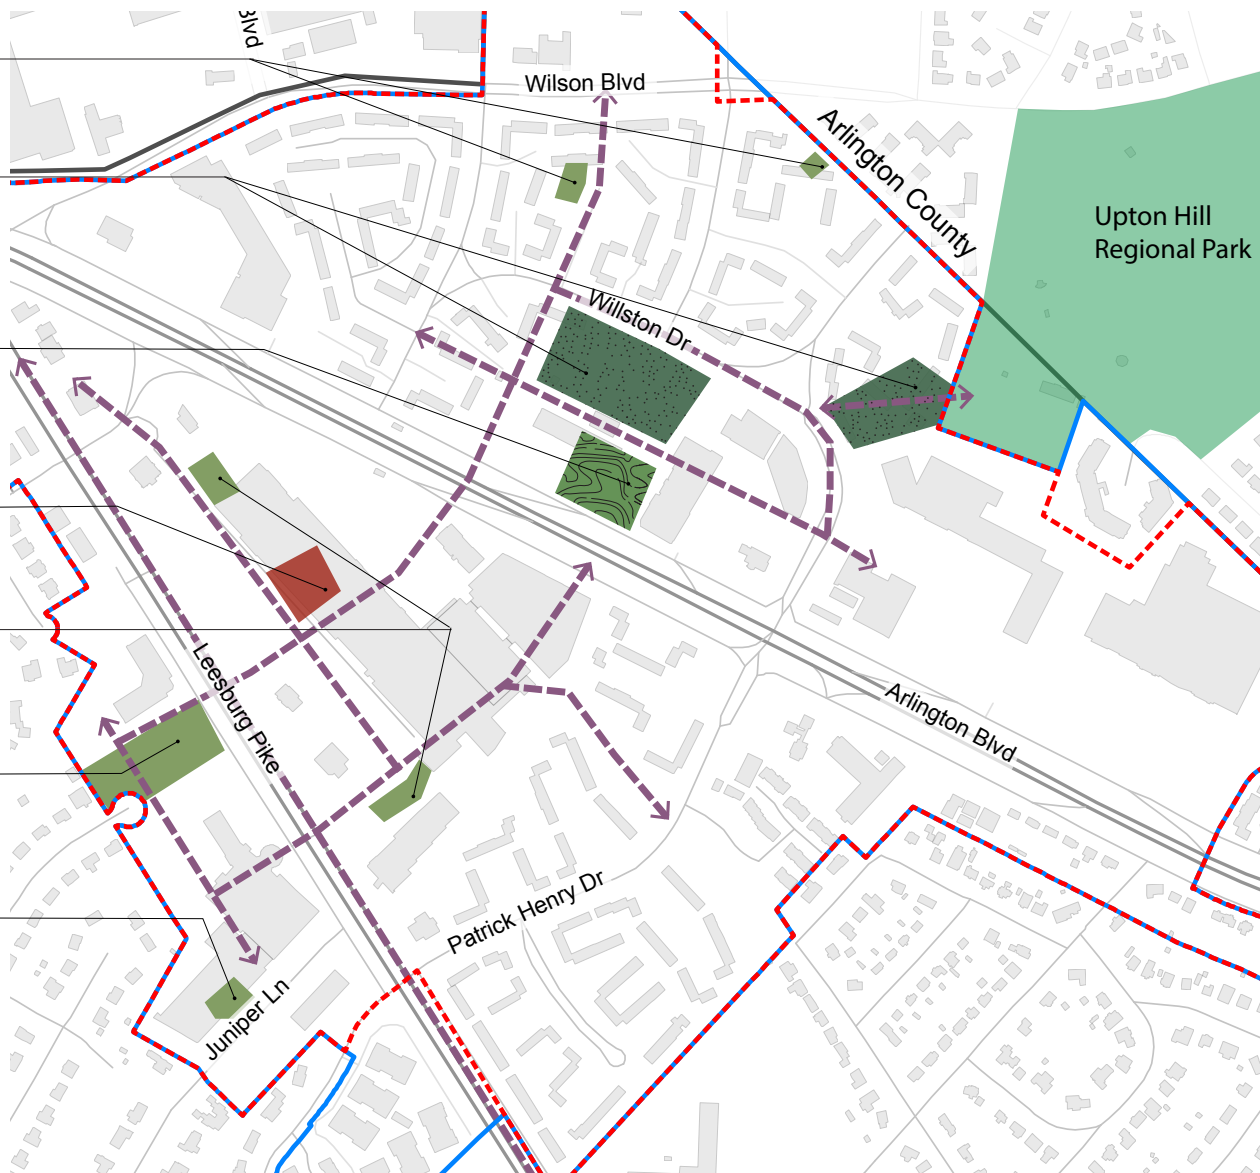 Blvd
Wilson Blvd
Arlington County
Upton Hill
Regional Park
Willston Dr
Leesburg Pike
Arlington Blvd
Patrick Henry Dr
Juniper Ln